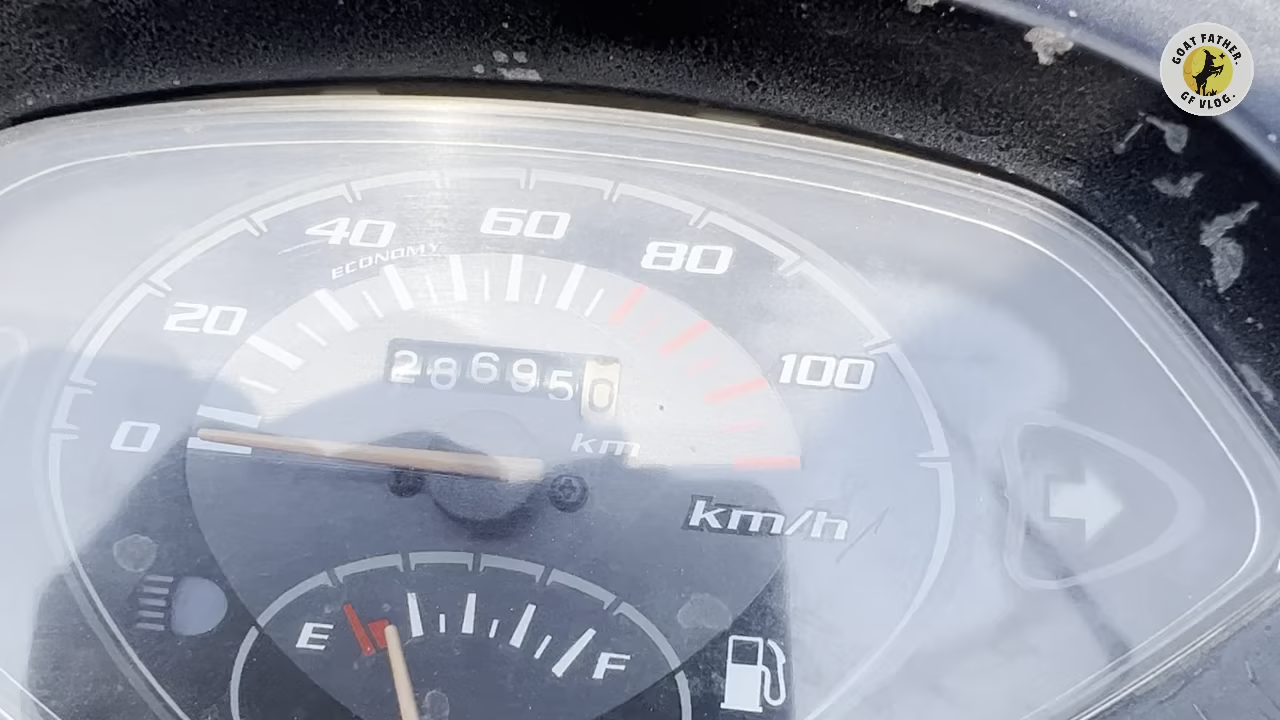 GOAT FATHER.
GF VLOG.
0
20
40
60
80
100
ECONOMY
286950
km
km/h
E
F